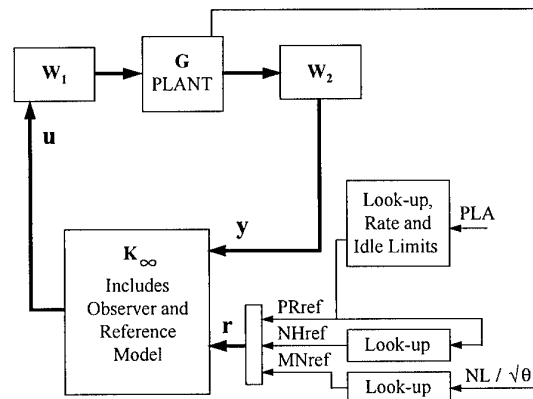 W₁
G
PLANT
W₂
u
y
Look-up,
Rate and
Idle Limits
PLA
K∞
Includes
Observer and
Reference
Model
r
PRref
NHref
Look-up
MNref
Look-up
NL / √θ